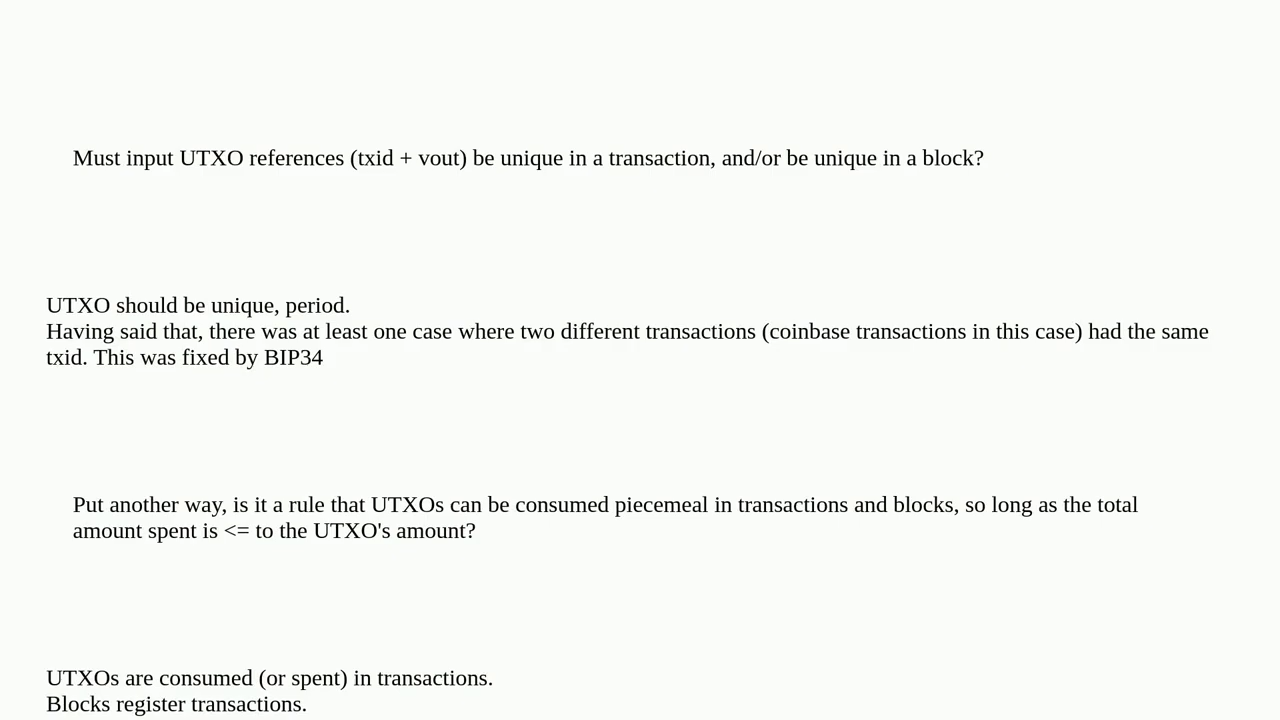 Must input UTXO references (txid + vout) be unique in a transaction, and/or be unique in a block?
UTXO should be unique, period.
Having said that, there was at least one case where two different transactions (coinbase transactions in this case) had the same
txid. This was fixed by BIP34
Put another way, is it a rule that UTXOs can be consumed piecemeal in transactions and blocks, so long as the total
amount spent is <= to the UTXO's amount?
UTXOs are consumed (or spent) in transactions.
Blocks register transactions.